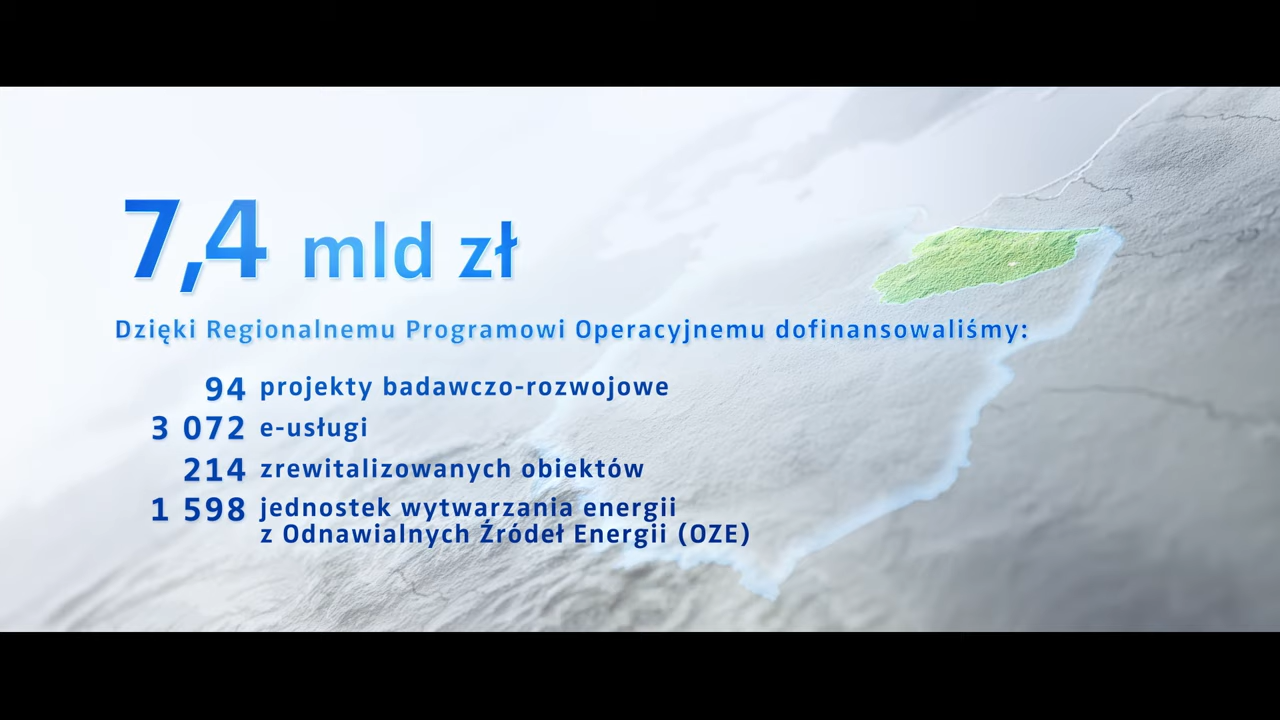 7,4 mld zł
Dzięki Regionalnemu Programowi Operacyjnemu dofinansowaliśmy:
94 projekty badawczo-rozwojowe
3 072 e-usługi
214 zrewitalizowanych obiektów
1 598 jednostek wytwarzania energii
z Odnawialnych Źródeł Energii (OZE)